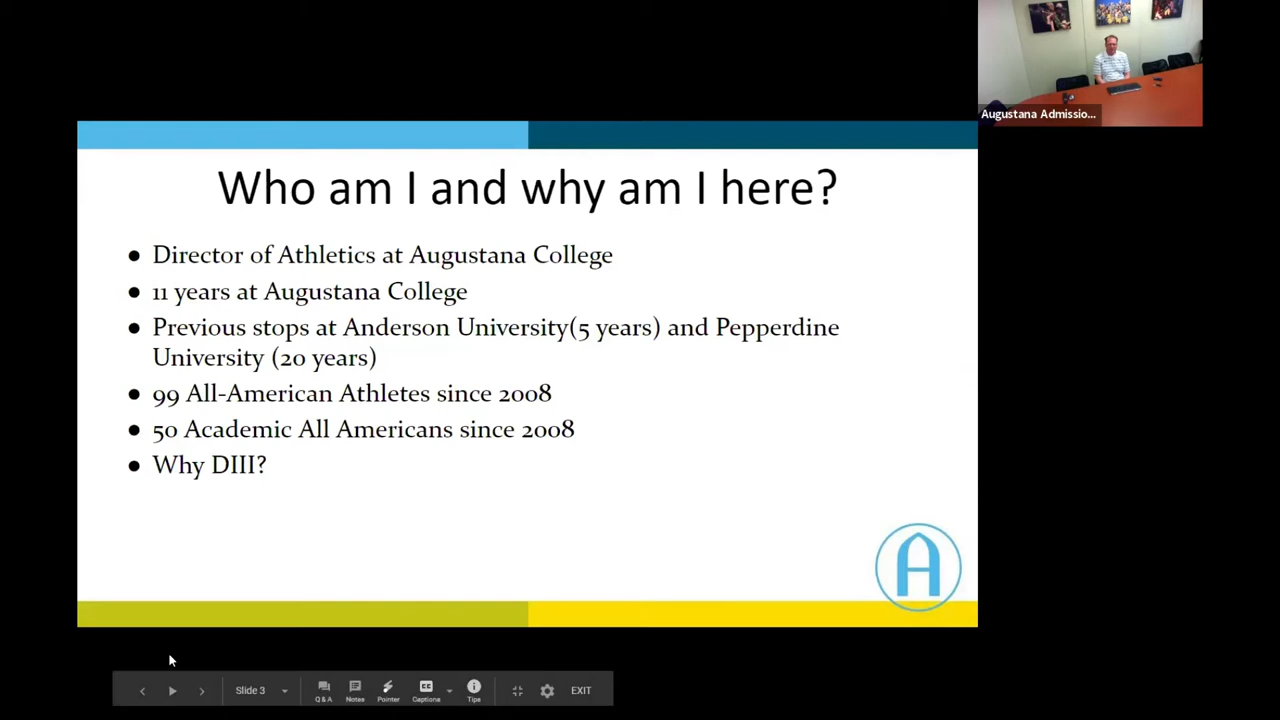 Augustana Admissio...
Who am I and why am I here?
● Director of Athletics at Augustana College
● 11 years at Augustana College
● Previous stops at Anderson University(5 years) and Pepperdine
University (20 years)
● 99 All-American Athletes since 2008
● 50 Academic All Americans since 2008
● Why DIII?
A
Slide 3
Q & A
Notes
Pointer
Captions
Tips
EXIT